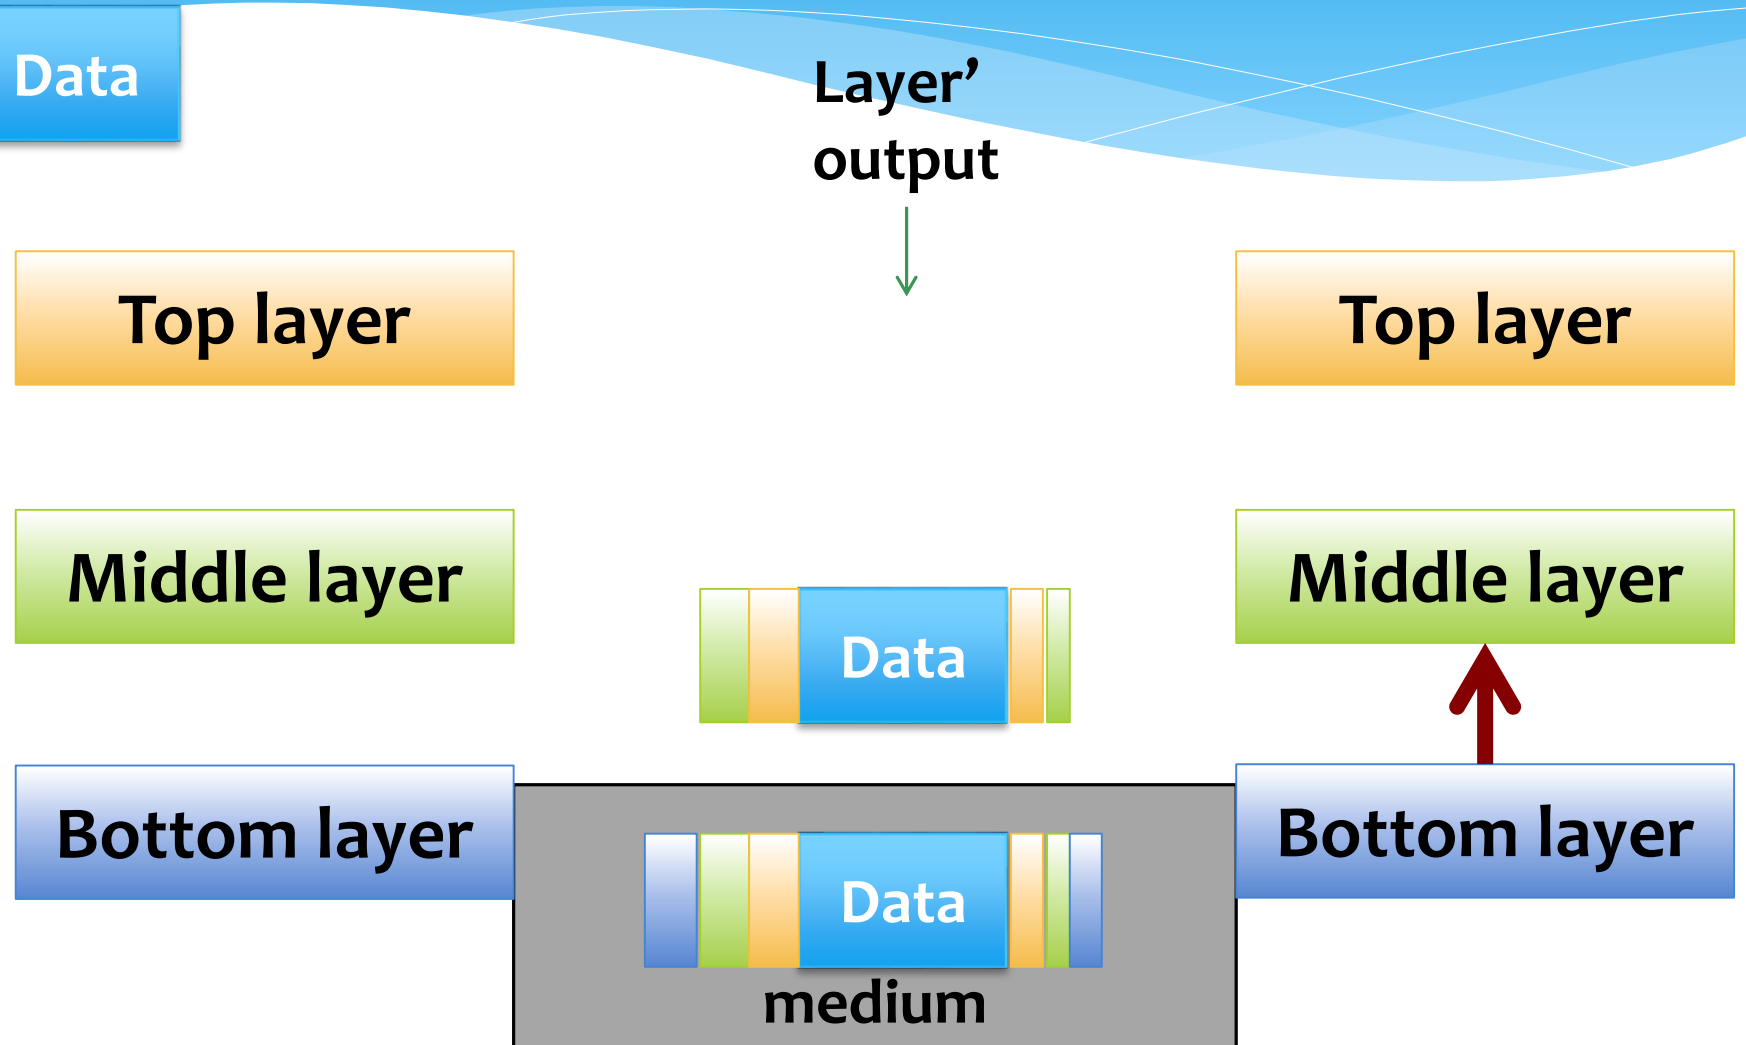 Data
Layer’
output
Top layer
Top layer
Middle layer
Middle layer
Data
Bottom layer
Bottom layer
Data
medium